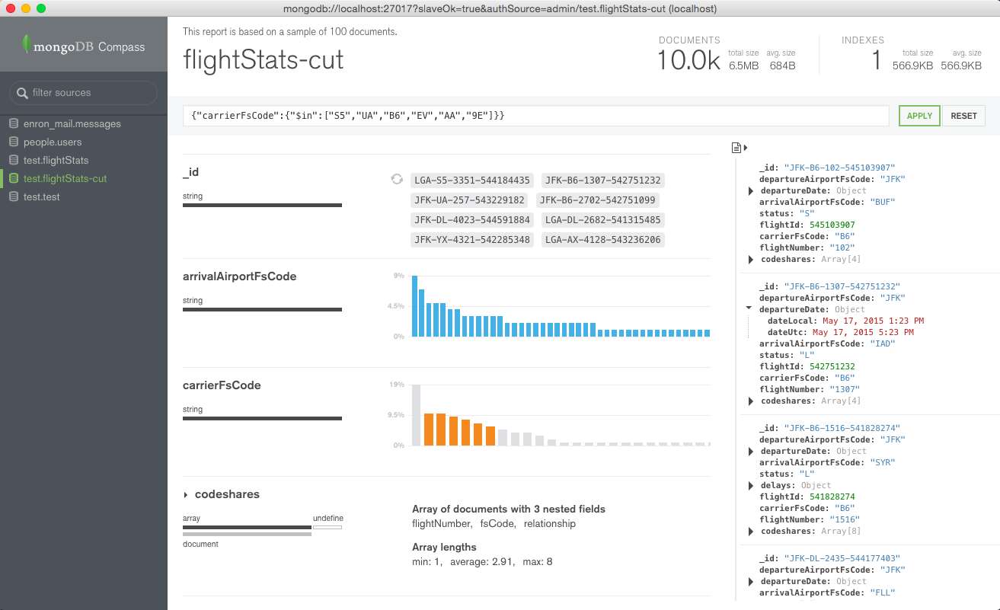 mongodb://localhost:27017?slaveOk=true&authSource=admin/test.flightStats-cut (localhost)
mongoDB Compass
filter sources
enron_mail.messages
people.users
test.flightStats
test.flightStats-cut
test.test
This report is based on a sample of 100 documents.
flightStats-cut
DOCUMENTS
10.0k total size 6.5MB avg. size 684B
INDEXES
1 total size 566.9KB avg. size 566.9KB
{"carrierFsCode":{"$in":["S5","UA","B6","EV","AA","9E"]}}
APPLY RESET
_id
string
LGA-S5-3351-544184435 JFK-B6-1307-542751232
JFK-UA-257-543229182 JFK-B6-2702-542751099
JFK-DL-4023-544591884 LGA-DL-2682-541315485
JFK-YX-4321-542285348 LGA-AX-4128-543236206
arrivalAirportFsCode
string
9%
4.5%
0%
carrierFsCode
string
19%
9.5%
0%
codeshares
array undefine
document
Array of documents with 3 nested fields
flightNumber, fsCode, relationship
Array lengths
min: 1, average: 2.91, max: 8
_id: "JFK-B6-102-545103907"
departureAirportFsCode: "JFK"
departureDate: Object
arrivalAirportFsCode: "BUF"
status: "S"
flightId: 545103907
carrierFsCode: "B6"
flightNumber: "102"
codeshares: Array[4]
_id: "JFK-B6-1307-542751232"
departureAirportFsCode: "JFK"
departureDate: Object
dateLocal: May 17, 2015 1:23 PM
dateUtc: May 17, 2015 5:23 PM
arrivalAirportFsCode: "IAD"
status: "L"
flightId: 542751232
carrierFsCode: "B6"
flightNumber: "1307"
codeshares: Array[4]
_id: "JFK-B6-1516-541828274"
departureAirportFsCode: "JFK"
departureDate: Object
arrivalAirportFsCode: "SYR"
status: "L"
delays: Object
flightId: 541828274
carrierFsCode: "B6"
flightNumber: "1516"
codeshares: Array[8]
_id: "JFK-DL-2435-544177403"
departureAirportFsCode: "JFK"
departureDate: Object
arrivalAirportFsCode: "FLL"